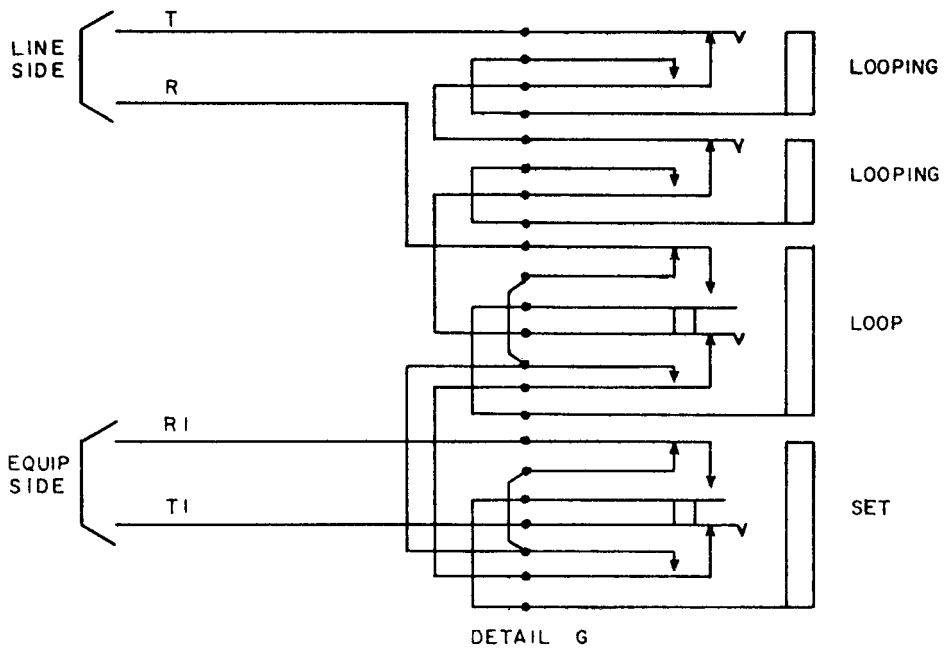 T
LINE
SIDE
R
LOOPING
LOOPING
LOOP
R1
EQUIP
SIDE
T1
SET
DETAIL G